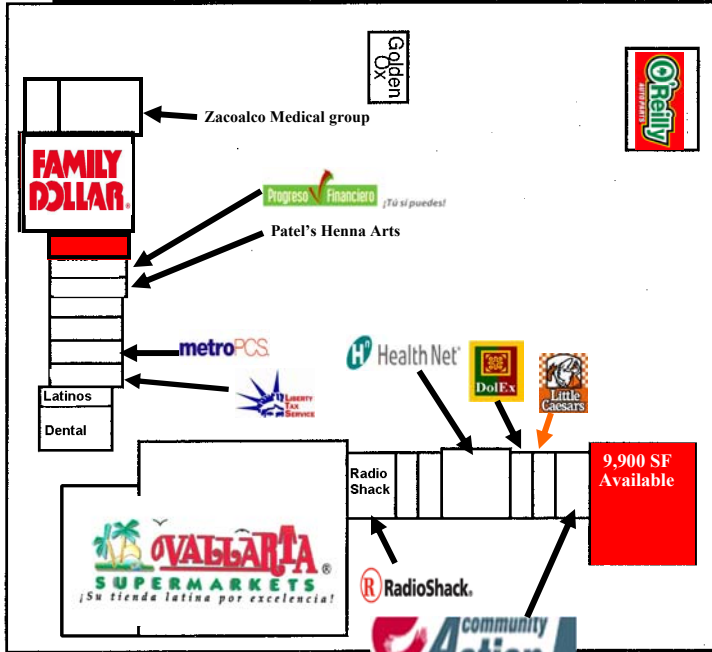 Golden
Ox
O'Reilly
AUTO PARTS
Zacoalco Medical group
FAMILY
DOLLAR
Progreso Financiero
¡Tú sí puedes!
Patel's Henna Arts
metroPCS.
Health Net
DolEx
Little
Caesars
LIBERTY
TAX
SERVICE
Latinos
Dental
Radio
Shack
9,900 SF
Available
VALLARTA
SUPERMARKETS
¡Su tienda latina por excelencia!
R RadioShack.
community
Action